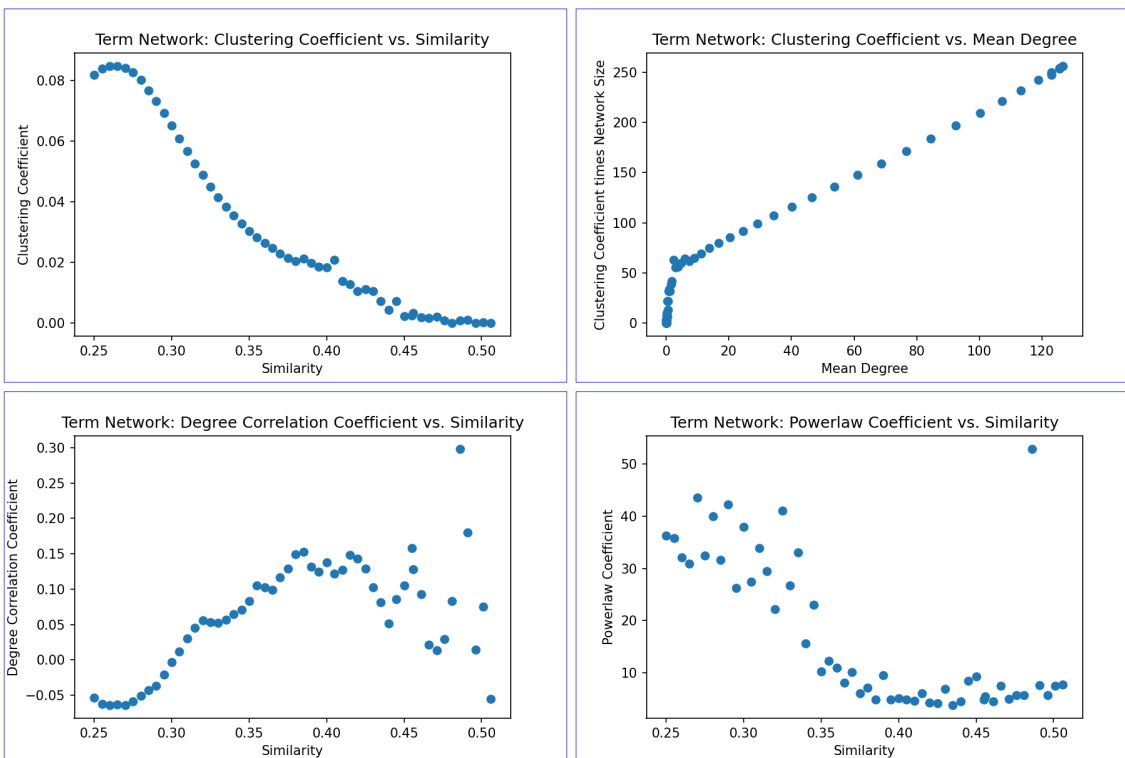 Term Network: Clustering Coefficient vs. Similarity
Clustering Coefficient
0.08
0.06
0.04
0.02
0.00
0.25 0.30 0.35 0.40 0.45 0.50
Similarity
Term Network: Clustering Coefficient vs. Mean Degree
Clustering Coefficient times Network Size
250
200
150
100
50
0
0 20 40 60 80 100 120
Mean Degree
Term Network: Degree Correlation Coefficient vs. Similarity
Degree Correlation Coefficient
0.30
0.25
0.20
0.15
0.10
0.05
0.00
−0.05
0.25 0.30 0.35 0.40 0.45 0.50
Similarity
Term Network: Powerlaw Coefficient vs. Similarity
Powerlaw Coefficient
50
40
30
20
10
0.25 0.30 0.35 0.40 0.45 0.50
Similarity